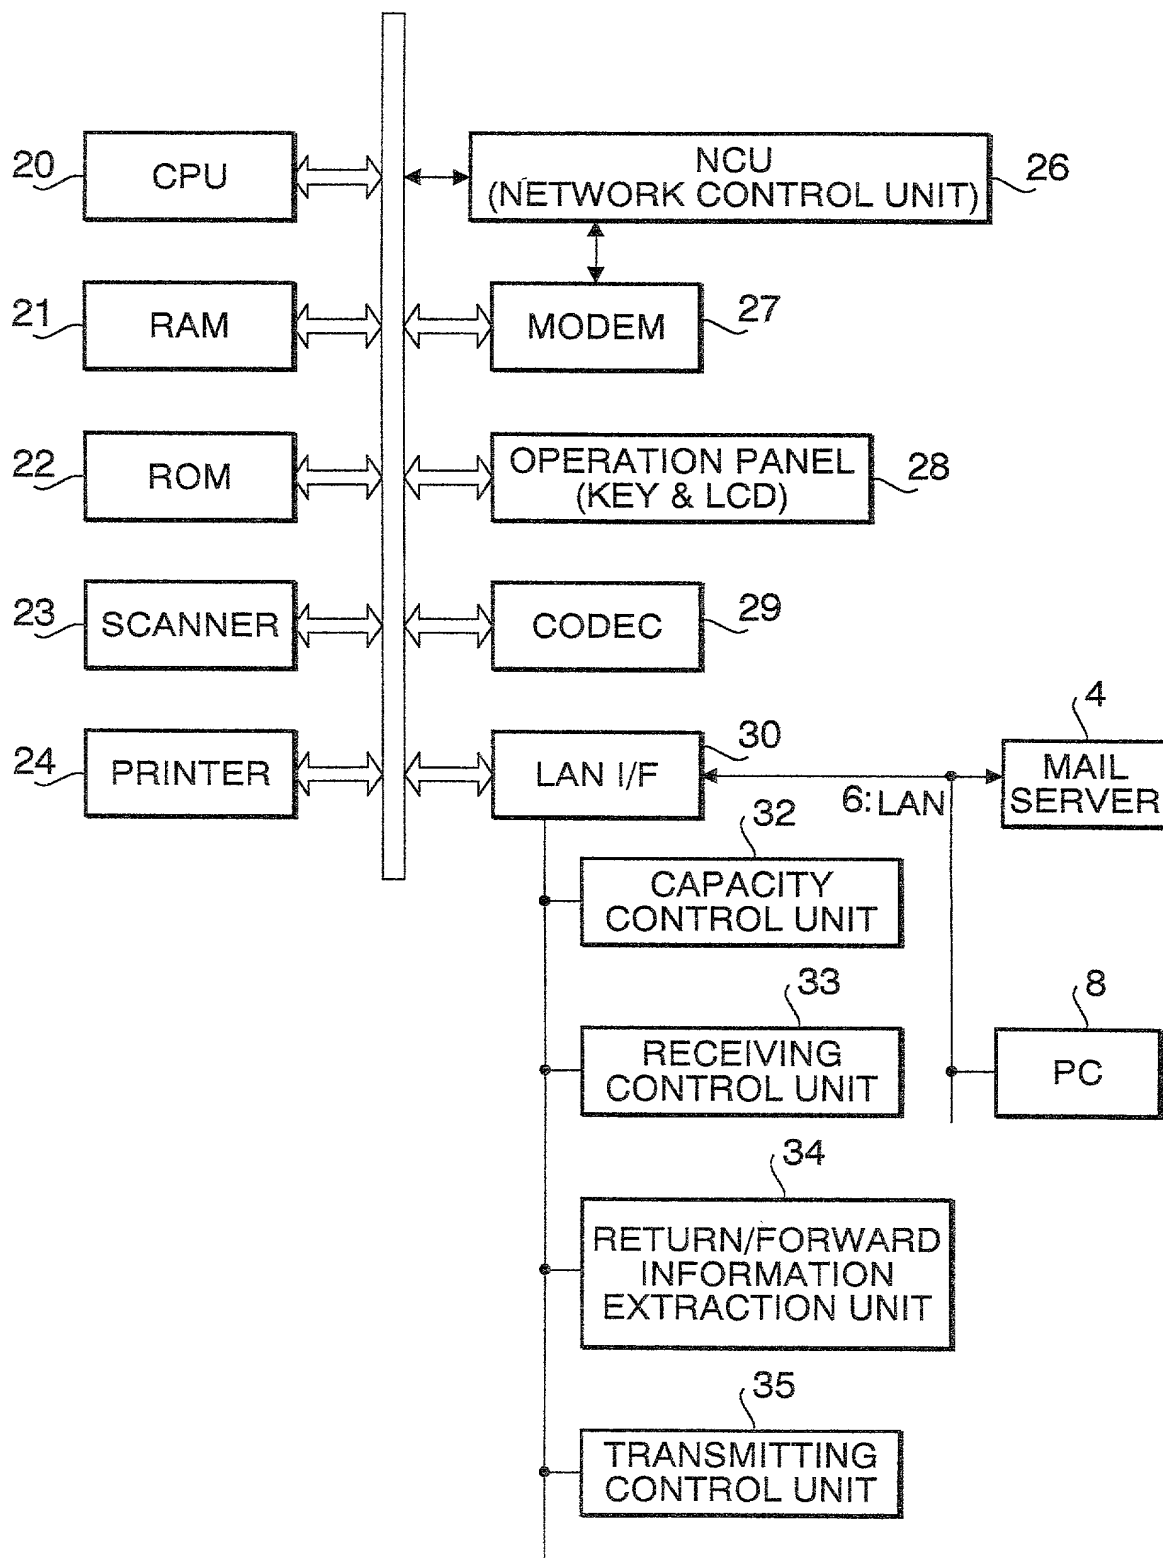 20
CPU
NCU
(NETWORK CONTROL UNIT)
26
21
RAM
MODEM
27
22
ROM
OPERATION PANEL
(KEY & LCD)
28
23
SCANNER
CODEC
29
24
PRINTER
LAN I/F
30
6: LAN
4
MAIL
SERVER
32
CAPACITY
CONTROL UNIT
33
RECEIVING
CONTROL UNIT
8
PC
34
RETURN/FORWARD
INFORMATION
EXTRACTION UNIT
35
TRANSMITTING
CONTROL UNIT